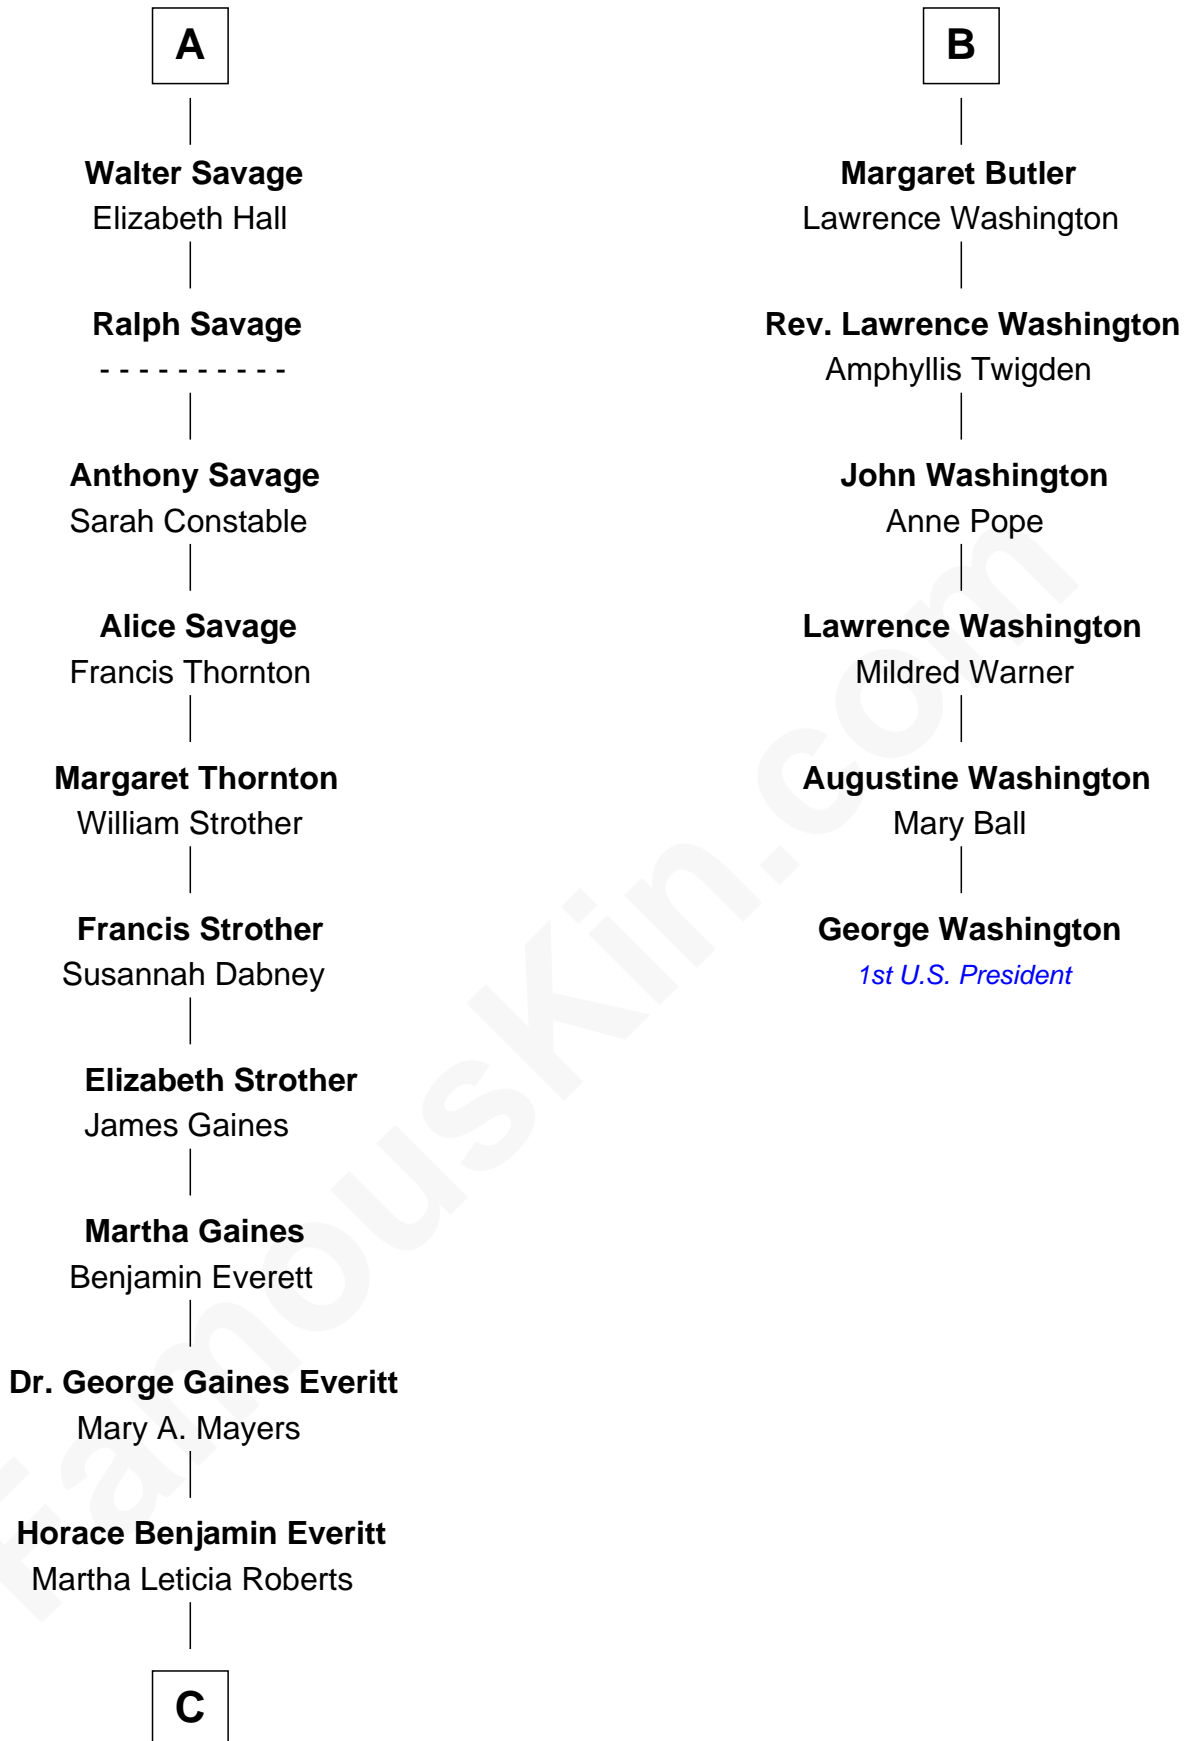 A
Walter Savage
Elizabeth Hall
Ralph Savage
- - - - - - - - - -
Anthony Savage
Sarah Constable
Alice Savage
Francis Thornton
Margaret Thornton
William Strother
Francis Strother
Susannah Dabney
Elizabeth Strother
James Gaines
Martha Gaines
Benjamin Everett
Dr. George Gaines Everitt
Mary A. Mayers
Horace Benjamin Everitt
Martha Leticia Roberts
C
B
Margaret Butler
Lawrence Washington
Rev. Lawrence Washington
Amphyllis Twigden
John Washington
Anne Pope
Lawrence Washington
Mildred Warner
Augustine Washington
Mary Ball
George Washington
1st U.S. President
FamousKin.com